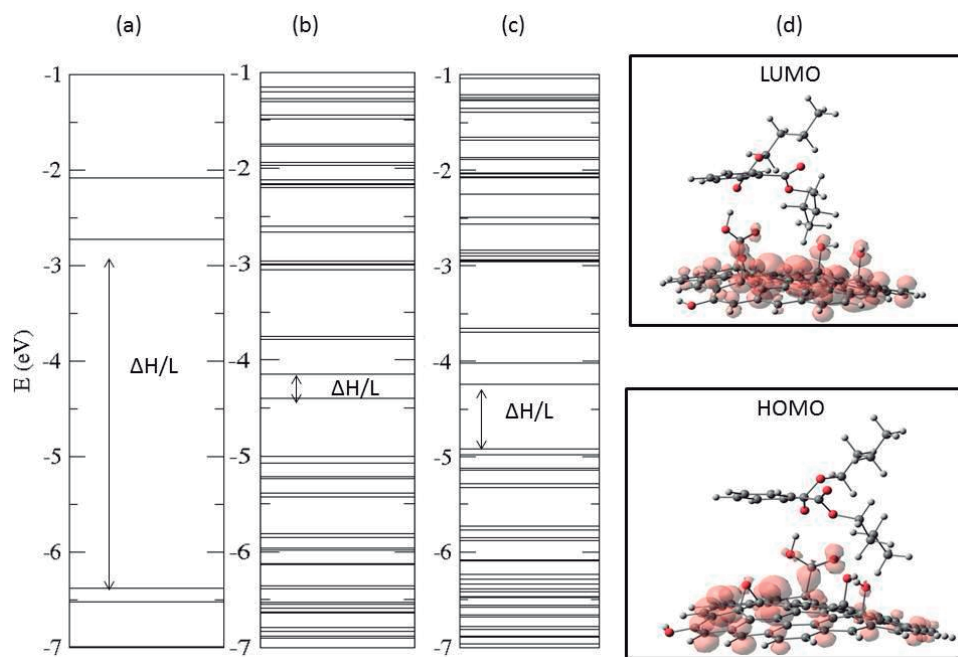 (a) (b) (c) (d)
-1 -1 -1 LUMO
-2 -2 -2
-3 -3 -3
-4 -4 -4
ΔH/L ΔH/L ΔH/L
E (eV)
HOMO
-5 -5 -5
-6 -6 -6
-7 -7 -7